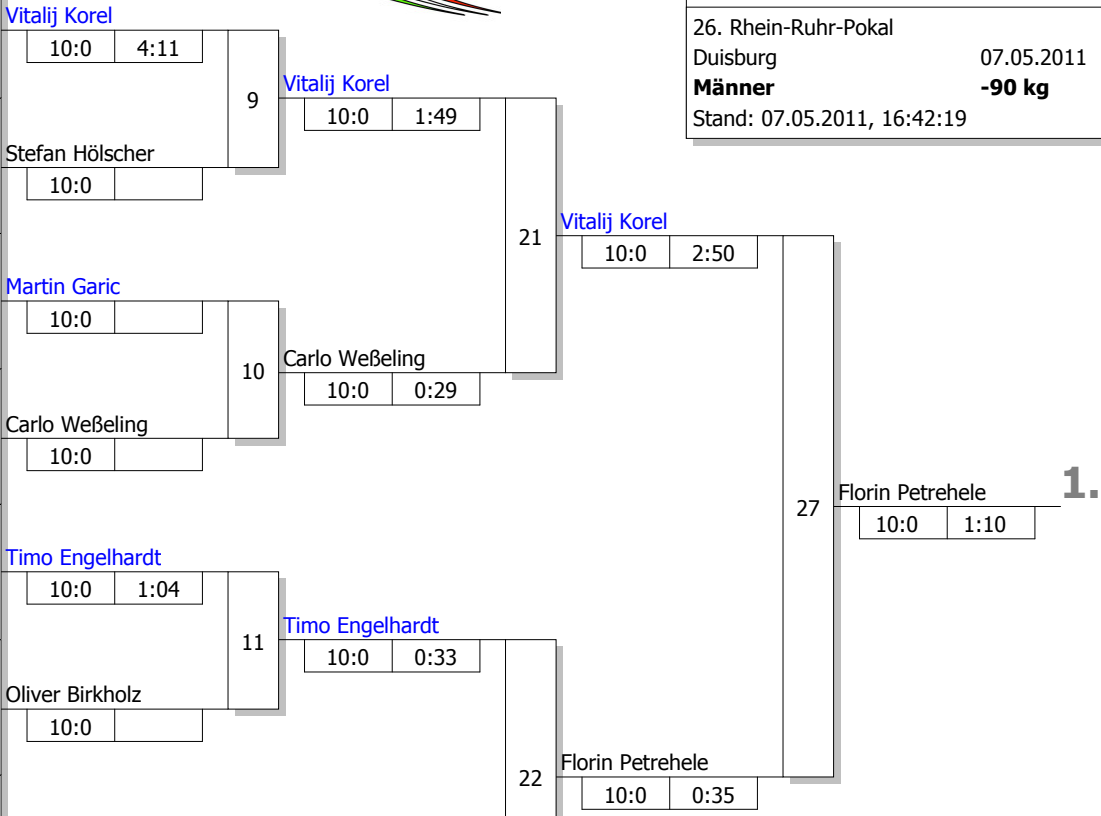 Vitalij Korel
10:0 4:11
9
Stefan Hölscher
10:0
Vitalij Korel
10:0 1:49
26. Rhein-Ruhr-Pokal
Duisburg 07.05.2011
Männer -90 kg
Stand: 07.05.2011, 16:42:19
21
Vitalij Korel
10:0 2:50
Martin Garic
10:0
10
Carlo Weßeling
10:0 0:29
Carlo Weßeling
10:0
27
Florin Petrehele 1.
10:0 1:10
Timo Engelhardt
10:0 1:04
11
Timo Engelhardt
10:0 0:33
Oliver Birkholz
10:0
22
Florin Petrehele
10:0 0:35